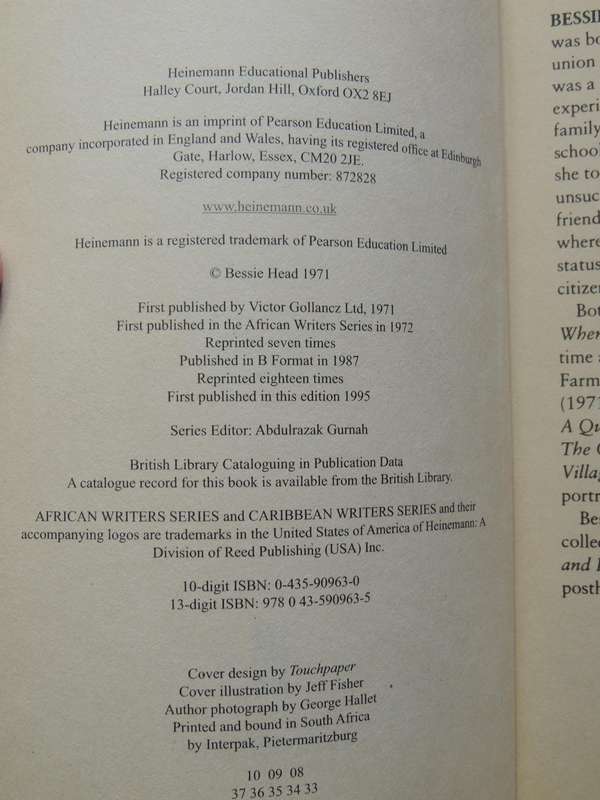 Heinemann Educational Publishers
Halley Court, Jordan Hill, Oxford OX2 8EJ
Heinemann is an imprint of Pearson Education Limited, a
company incorporated in England and Wales, having its registered office at Edinburgh
Gate, Harlow, Essex, CM20 2JE.
Registered company number: 872828
www.heinemann.co.uk
Heinemann is a registered trademark of Pearson Education Limited
© Bessie Head 1971
First published by Victor Gollancz Ltd, 1971
First published in the African Writers Series in 1972
Reprinted seven times
Published in B Format in 1987
Reprinted eighteen times
First published in this edition 1995
Series Editor: Abdulrazak Gurnah
British Library Cataloguing in Publication Data
A catalogue record for this book is available from the British Library.
AFRICAN WRITERS SERIES and CARIBBEAN WRITERS SERIES and their
accompanying logos are trademarks in the United States of America of Heinemann: A
Division of Reed Publishing (USA) Inc.
10-digit ISBN: 0-435-90963-0
13-digit ISBN: 978 0 43-590963-5
Cover design by Touchpaper
Cover illustration by Jeff Fisher
Author photograph by George Hallet
Printed and bound in South Africa
by Interpak, Pietermaritzburg
10 09 08
37 36 35 34 33
BESSI
was bo
union
was a
experi
family
school
she to
unsuc
friend
where
status
citize
Bot
When
time
Farm
(1971
A Qu
The
Villag
portr
Be
colle
and
posth